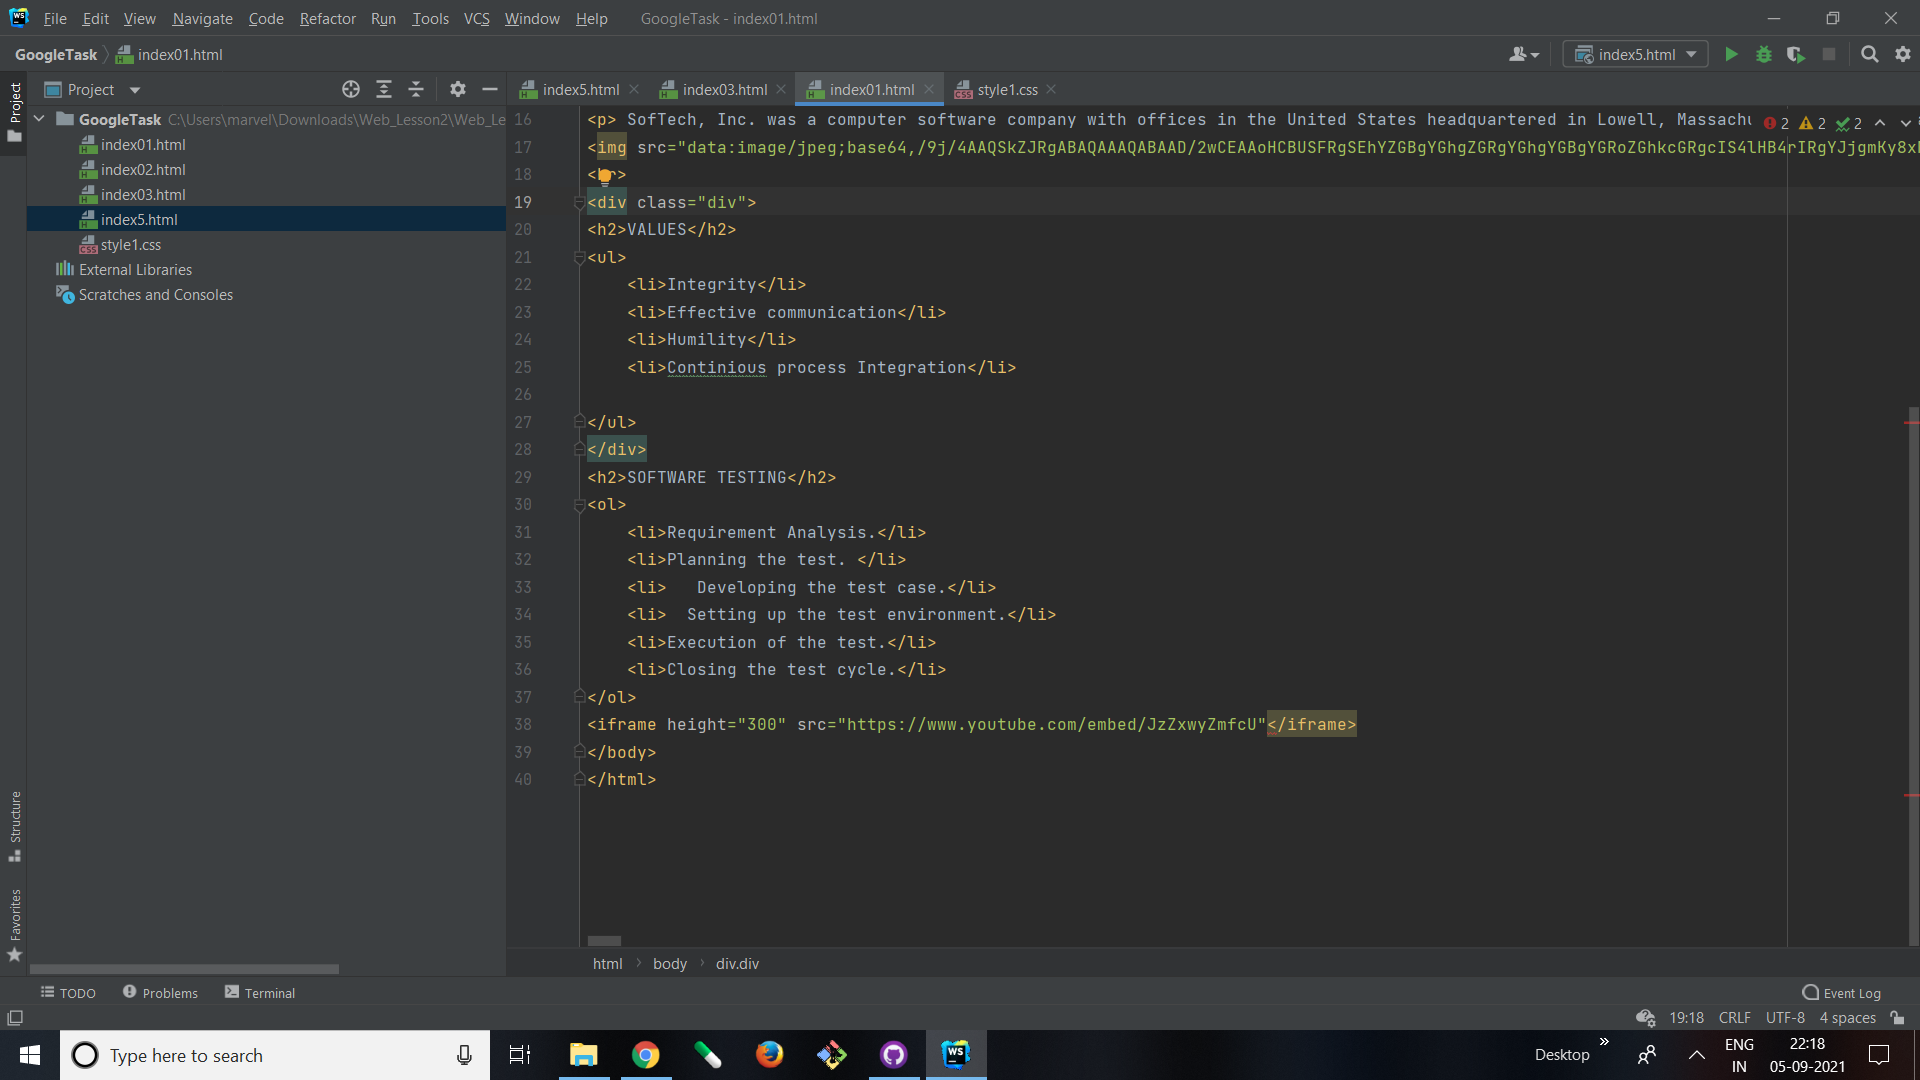 File Edit View Navigate Code Refactor Run Tools VCS Window Help GoogleTask - index01.html
GoogleTask index01.html index5.html
Project index5.html index03.html index01.html style1.css
Project
GoogleTask C:\Users\marvel\Downloads\Web_Lesson2\Web_Le
index01.html
index02.html
index03.html
index5.html
style1.css
External Libraries
Scratches and Consoles
Structure
Favorites
2 2 2
16 <p> SofTech, Inc. was a computer software company with offices in the United States headquartered in Lowell, Massachu
17 <img src="data:image/jpeg;base64,/9j/4AAQSkZJRgABAQAAAQABAAD/2wCEAAoHCBUSFRgSEhYZGBgYGhgZGRgYGhgYGBgYGRoZGhkcGRgcIS4lHB4rIRgYJjgmKy8x
18
19 <div class="div">
20 <h2>VALUES</h2>
21 <ul>
22 <li>Integrity</li>
23 <li>Effective communication</li>
24 <li>Humility</li>
25 <li>Continious process Integration</li>
26
27 </ul>
28 </div>
29 <h2>SOFTWARE TESTING</h2>
30 <ol>
31 <li>Requirement Analysis.</li>
32 <li>Planning the test. </li>
33 <li>   Developing the test case.</li>
34 <li>  Setting up the test environment.</li>
35 <li>Execution of the test.</li>
36 <li>Closing the test cycle.</li>
37 </ol>
38 <iframe height="300" src="https://www.youtube.com/embed/JzZxwyZmfcU"</iframe>
39 </body>
40 </html>
html body div.div
TODO Problems Terminal Event Log
19:18 CRLF UTF-8 4 spaces
Type here to search
WS
Desktop
ENG
IN
22:18
05-09-2021